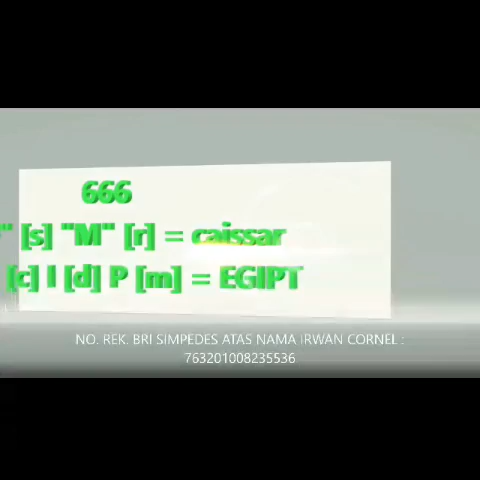 666
" [s] "M" [r] = caissar
[c] I [d] P [m] = EGIPT
NO. REK. BRI SIMPEDES ATAS NAMA IRWAN CORNEL :
763201008235536